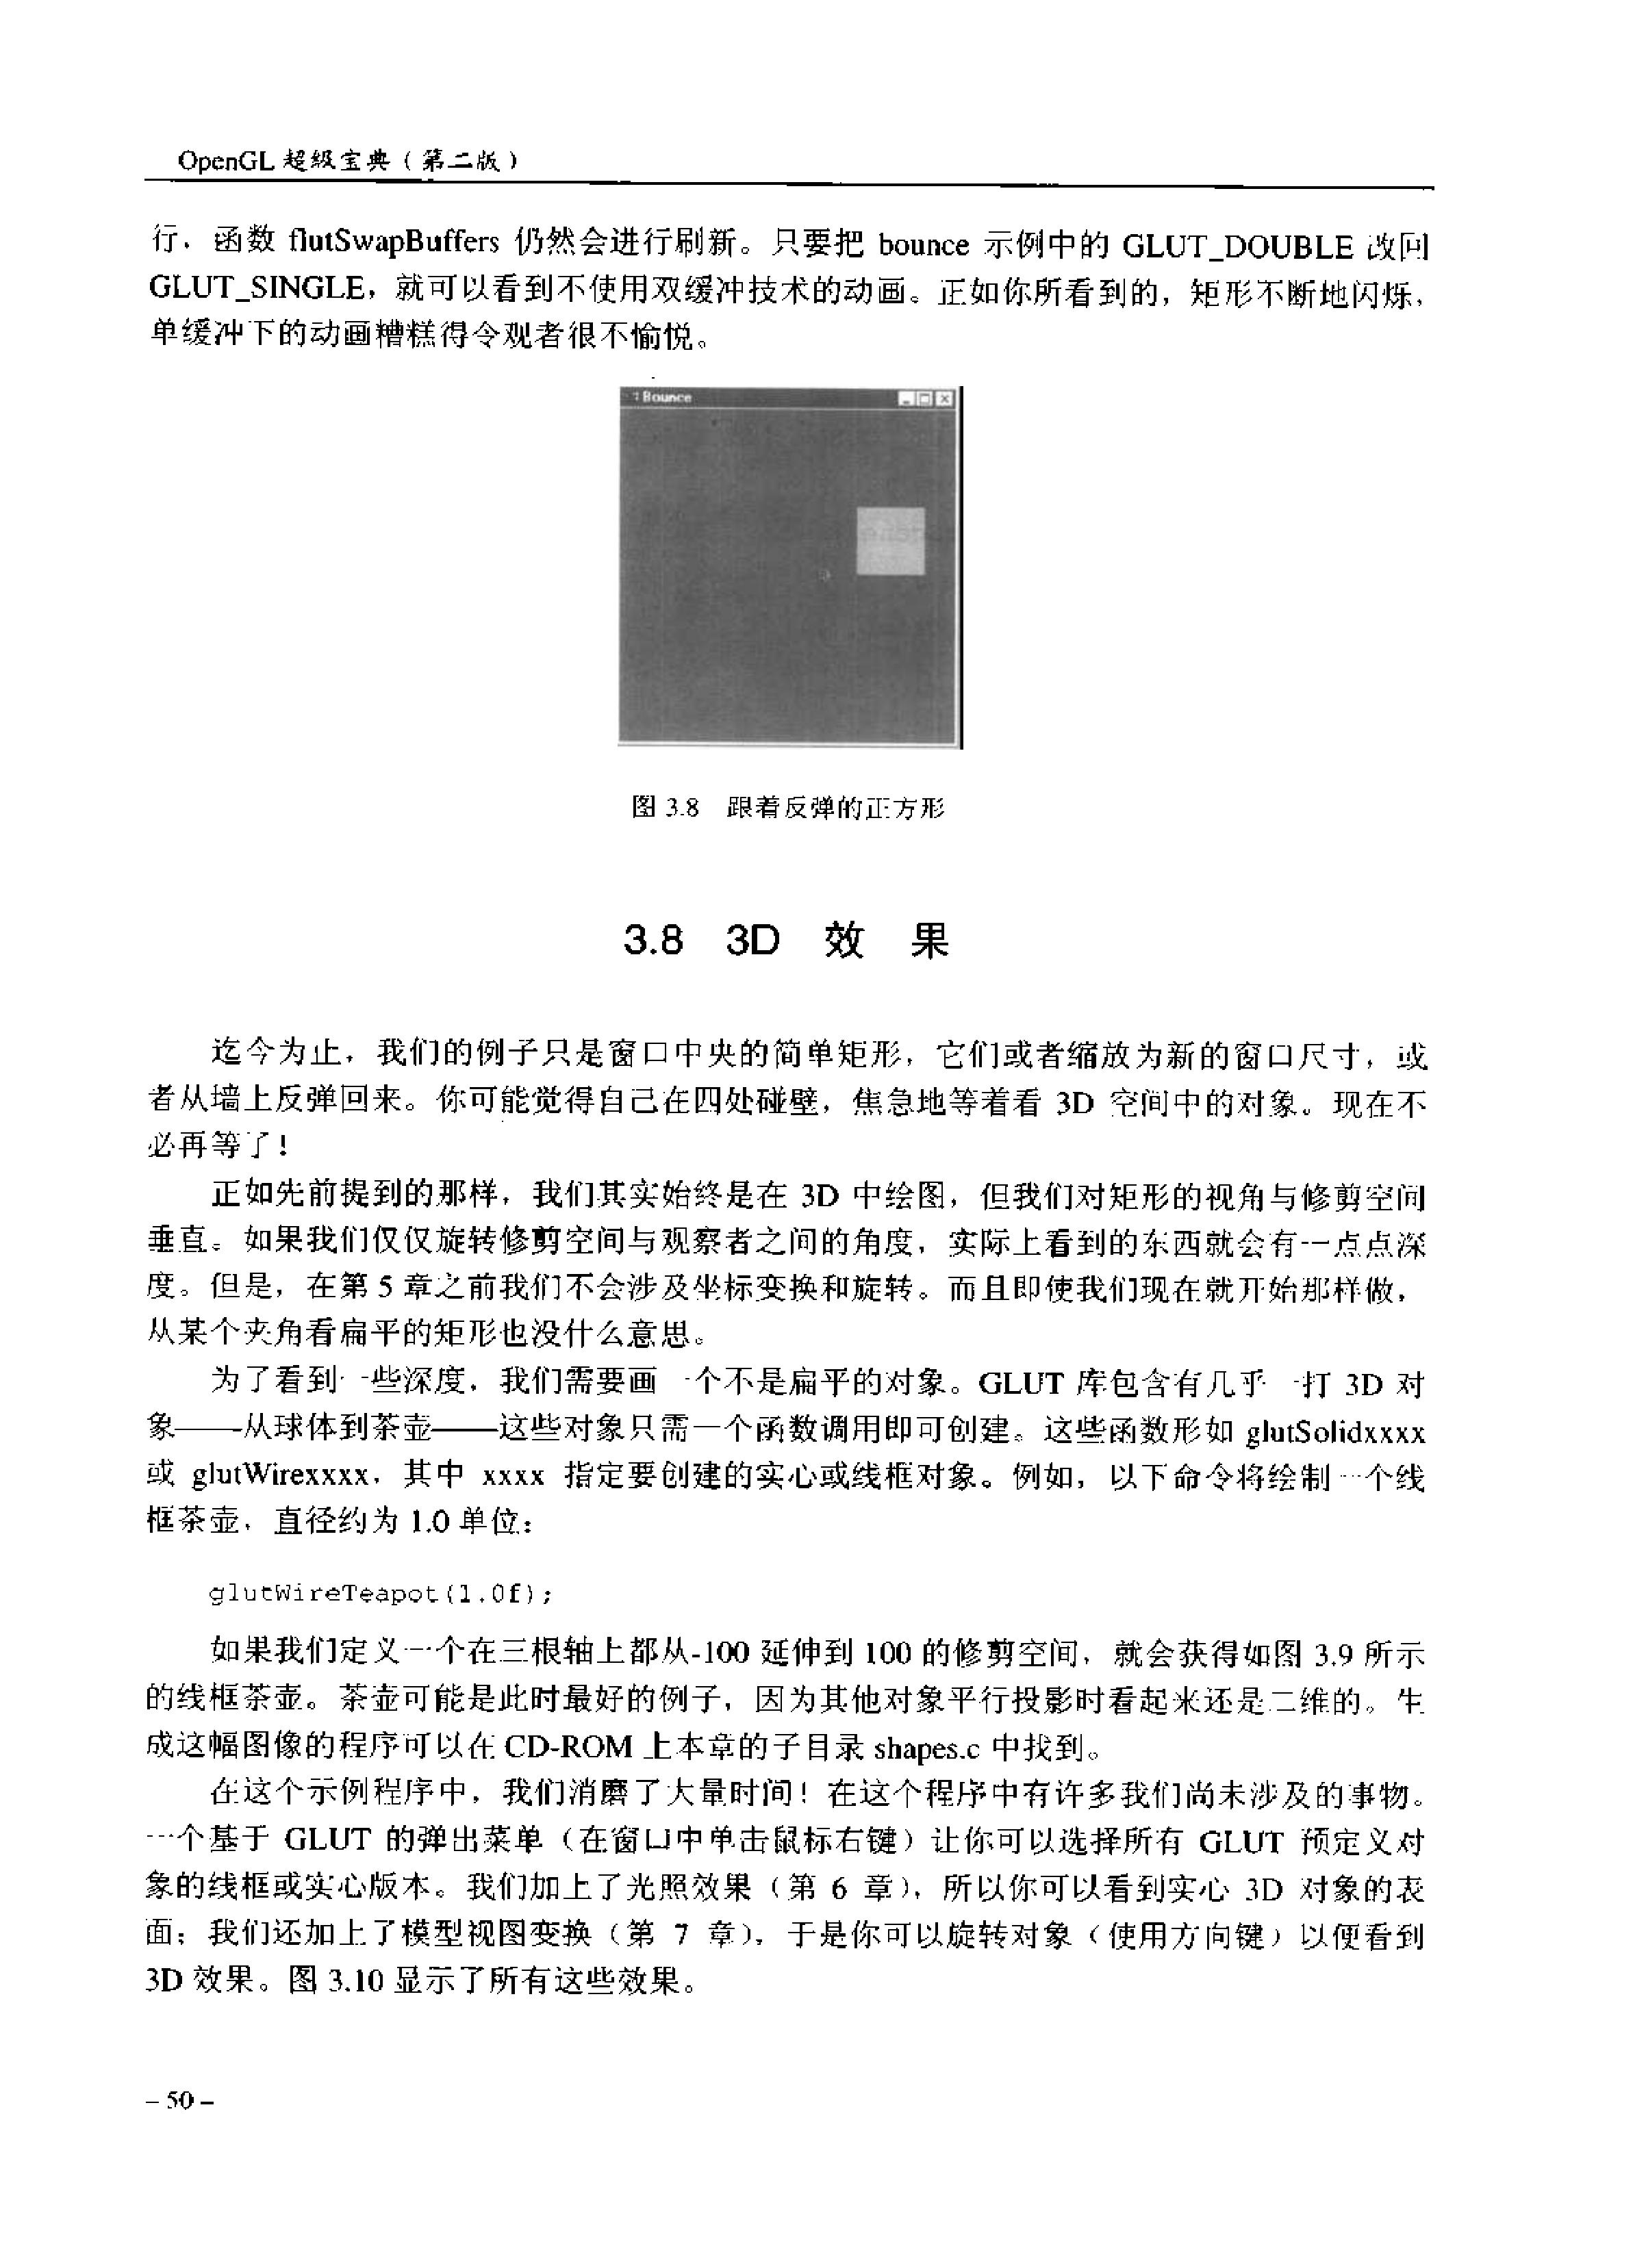 OpenGL 超级宝典（第二版）
行，函数 flutSwapBuffers 仍然会进行刷新。只要把 bounce 示例中的 GLUT_DOUBLE 改回
GLUT_SINGLE，就可以看到不使用双缓冲技术的动画。正如你所看到的，矩形不断地闪烁，
单缓冲下的动画糟糕得令观者很不愉悦。
Bounce
图 3.8 跟着反弹的正方形
3.8 3D 效 果
迄今为止，我们的例子只是窗口中央的简单矩形，它们或者缩放为新的窗口尺寸，或
者从墙上反弹回来。你可能觉得自己在四处碰壁，焦急地等着看 3D 空间中的对象。现在不
必再等了！
正如先前提到的那样，我们其实始终是在 3D 中绘图，但我们对矩形的视角与修剪空间
垂直。如果我们仅仅旋转修剪空间与观察者之间的角度，实际上看到的东西就会有一点点深
度。但是，在第 5 章之前我们不会涉及坐标变换和旋转。而且即使我们现在就开始那样做，
从某个夹角看扁平的矩形也没什么意思。
为了看到一些深度，我们需要画一个不是扁平的对象。GLUT 库包含有几乎一打 3D 对
象——从球体到茶壶——这些对象只需一个函数调用即可创建。这些函数形如 glutSolidxxxx
或 glutWirexxxx，其中 xxxx 指定要创建的实心或线框对象。例如，以下命令将绘制一个线
框茶壶，直径约为 1.0 单位：
glutWireTeapot(1.0f);
如果我们定义一个在三根轴上都从-100 延伸到 100 的修剪空间，就会获得如图 3.9 所示
的线框茶壶。茶壶可能是此时最好的例子，因为其他对象平行投影时看起来还是二维的。生
成这幅图像的程序可以在 CD-ROM 上本章的子目录 shapes.c 中找到。
在这个示例程序中，我们消磨了大量时间！在这个程序中有许多我们尚未涉及的事物。
一个基于 GLUT 的弹出菜单（在窗口中单击鼠标右键）让你可以选择所有 GLUT 预定义对
象的线框或实心版本。我们加上了光照效果（第 6 章），所以你可以看到实心 3D 对象的表
面；我们还加上了模型视图变换（第 7 章），于是你可以旋转对象（使用方向键）以便看到
3D 效果。图 3.10 显示了所有这些效果。
– 50 –